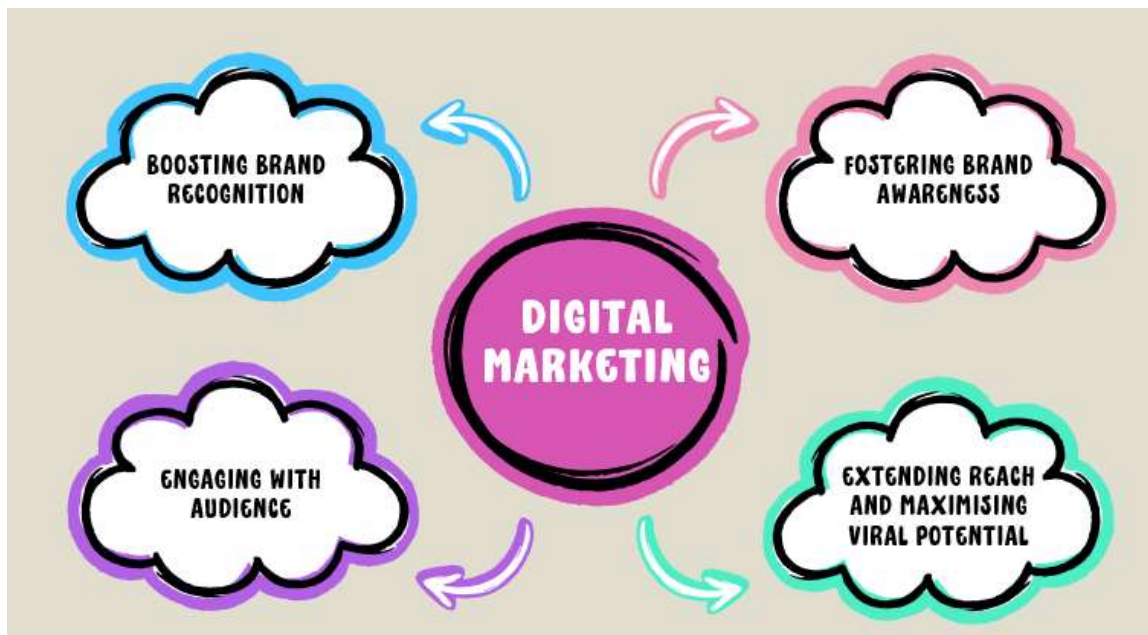 BOOSTING BRAND
RECOGNITION
FOSTERING BRAND
AWARENESS
DIGITAL
MARKETING
ENGAGING WITH
AUDIENCE
EXTENDING REACH
AND MAXIMISING
VIRAL POTENTIAL